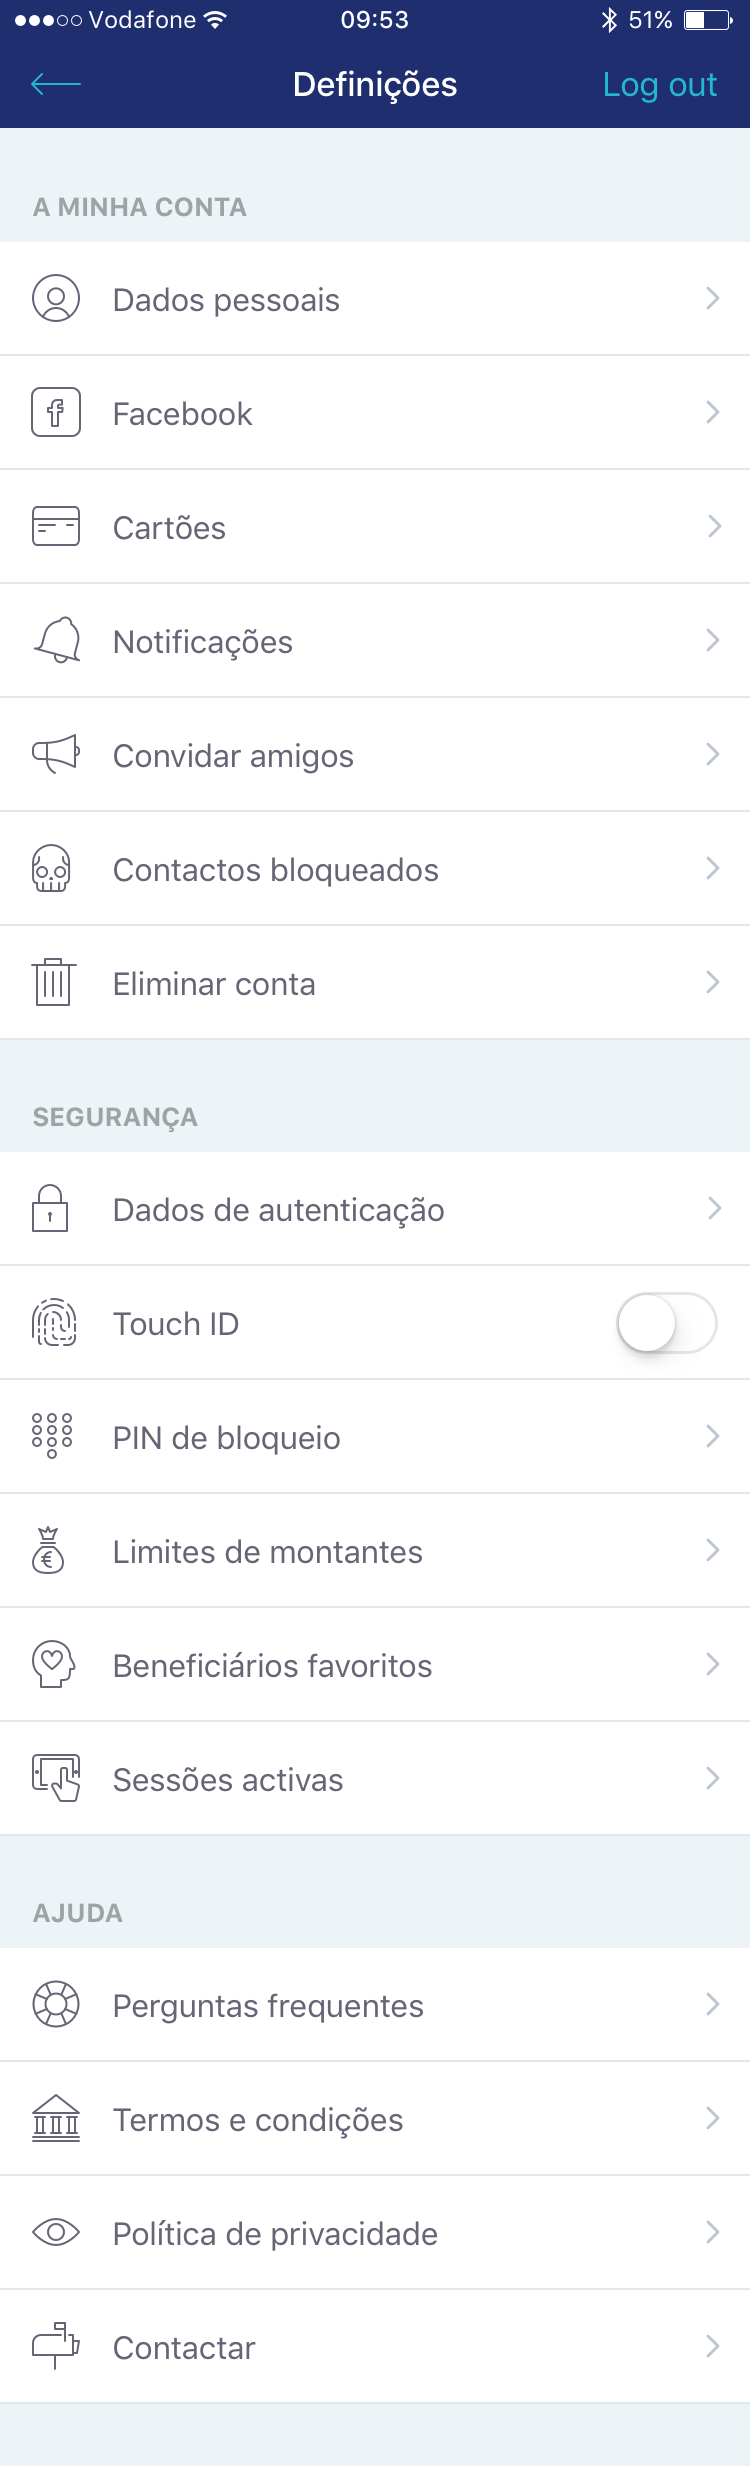 Vodafone 09:53 51%
Definições Log out
A MINHA CONTA
Dados pessoais
Facebook
Cartões
Notificações
Convidar amigos
Contactos bloqueados
Eliminar conta
SEGURANÇA
Dados de autenticação
Touch ID
PIN de bloqueio
Limites de montantes
Beneficiários favoritos
Sessões activas
AJUDA
Perguntas frequentes
Termos e condições
Política de privacidade
Contactar